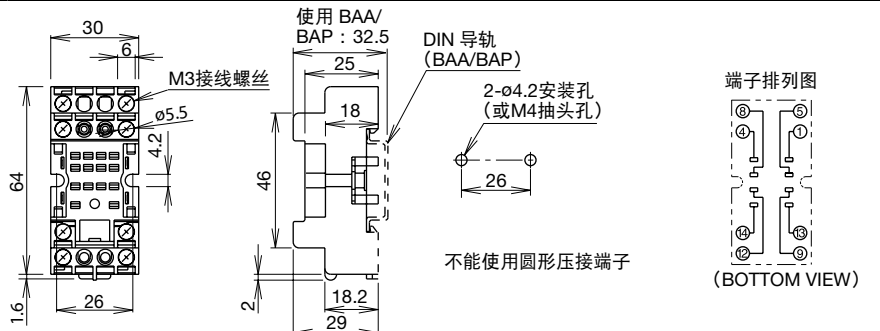 30
6
M3接线螺丝
ø5.5
4.2
64
1.6
26
使用 BAA/
BAP：32.5
25
18
46
2
18.2
29
DIN 导轨
（BAA/BAP）
2-ø4.2安装孔
（或M4抽头孔）
26
不能使用圆形压接端子
端子排列图
⑧ ⑤
④ ①
⑭ ⑬
⑫ ⑨
（BOTTOM VIEW）